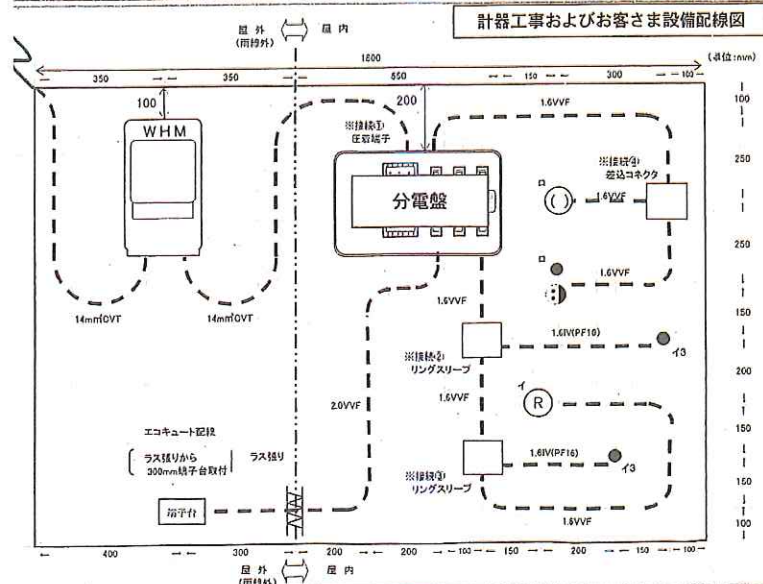 計器工事およびお客さま設備配線図
屋外
(雨線外)
屋内
(単位:mm)
1800
350
350
850
150
300
100
100
200
WHM
※接続①
圧着端子
分電盤
1.6VVF
※接続④
差込コネクタ
ロ
1.6VVF
ロ
1.6VVF
100
250
250
150
200
150
150
100
14mm²CVT
14mm²CVT
1.6VVF
※接続②
リングスリーブ
1.6IV(PF16)
イ3
2.0VVF
1.6VVF
イ
R
エコキュート配線
ラス張りから
300mm端子台取付
ラス張り
※接続③
リングスリーブ
1.6IV(PF16)
イ3
端子台
1.6VVF
400
300
200
200
100
150
200
150
100
屋外
(雨線外)
屋内